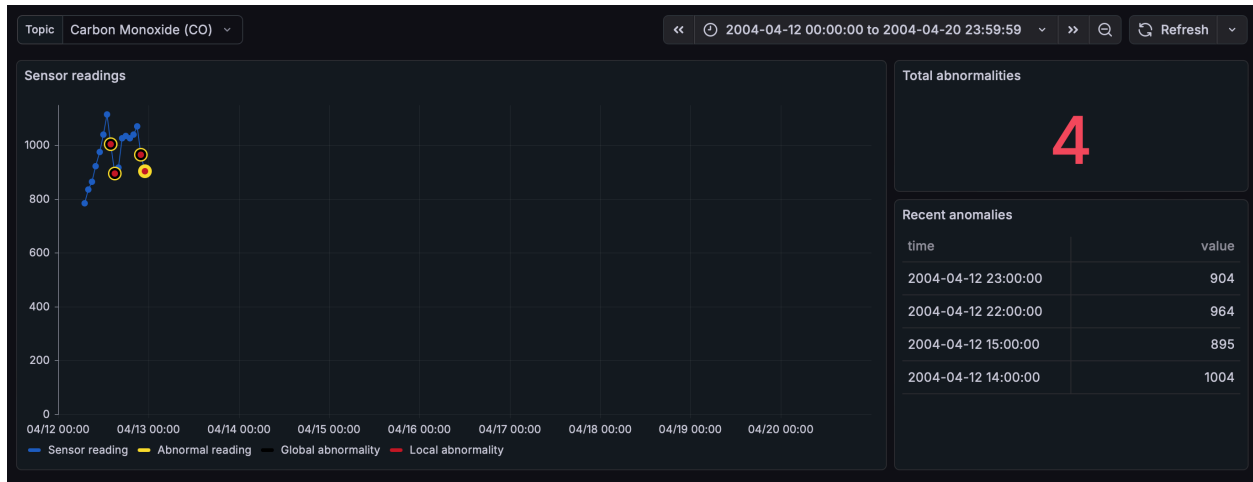 Topic Carbon Monoxide (CO)
2004-04-12 00:00:00 to 2004-04-20 23:59:59
Refresh
Sensor readings
1000
800
600
400
200
0
04/12 00:00 04/13 00:00 04/14 00:00 04/15 00:00 04/16 00:00 04/17 00:00 04/18 00:00 04/19 00:00 04/20 00:00
Sensor reading Abnormal reading Global abnormality Local abnormality
Total abnormalities
4
Recent anomalies
time value
2004-04-12 23:00:00 904
2004-04-12 22:00:00 964
2004-04-12 15:00:00 895
2004-04-12 14:00:00 1004